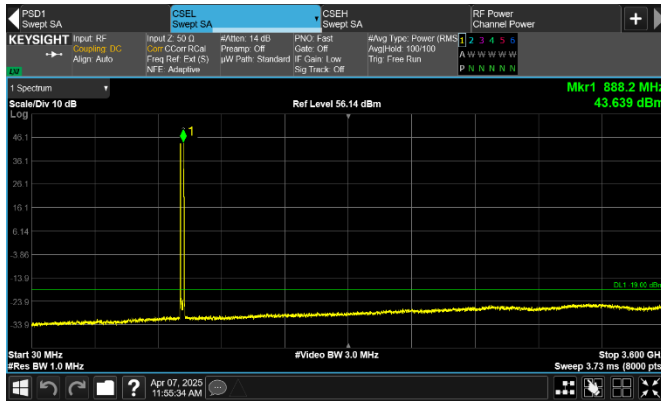 PSD1
Swept SA
CSEL
Swept SA
CSEH
Swept SA
RF Power
Channel Power
KEYSIGHT
Input: RF
Coupling: DC
Align: Auto
Input Z: 50 Ω
Corr CCorr RCal
Freq Ref: Ext (S)
NFE: Adaptive
#Atten: 14 dB
Preamp: Off
µW Path: Standard
PNO: Fast
Gate: Off
IF Gain: Low
Sig Track: Off
#Avg Type: Power (RMS
Avg|Hold: 100/100
Trig: Free Run
1 2 3 4 5 6
A W W W W W
P N N N N N
1 Spectrum
Scale/Div 10 dB
Ref Level 56.14 dBm
Mkr1 888.2 MHz
43.639 dBm
Log
1
46.1
36.1
26.1
16.1
6.14
-3.86
-13.9
-23.9
-33.9
Start 30 MHz
#Video BW 3.0 MHz
Stop 3.600 GH
#Res BW 1.0 MHz
Sweep 3.73 ms (8000 pts
? Apr 07, 2025
11:55:34 AM